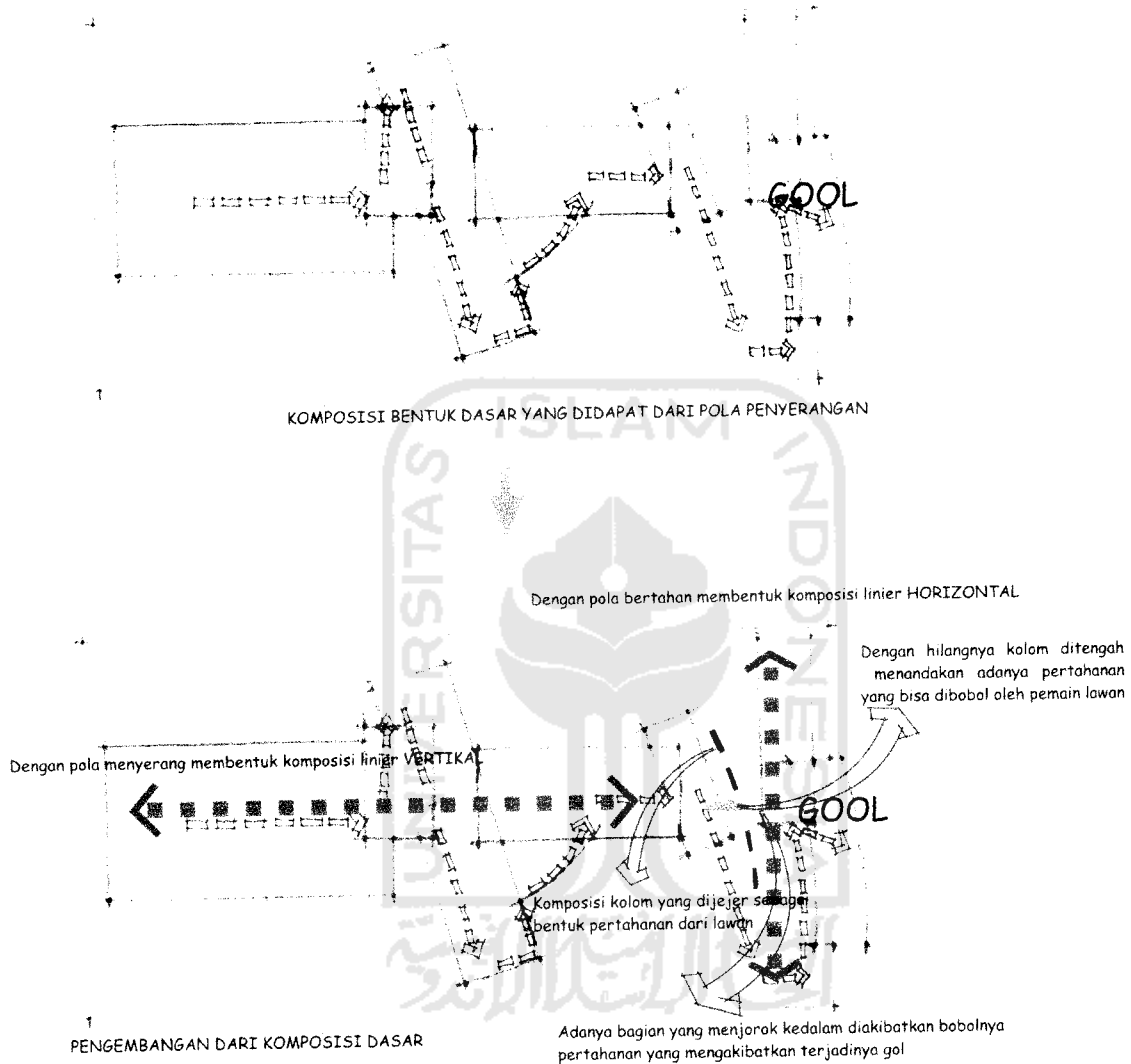 GOOL
KOMPOSISI BENTUK DASAR YANG DIDAPAT DARI POLA PENYERANGAN
UNIVERSITAS ISLAM INDONESIA
Dengan pola bertahan membentuk komposisi linier HORIZONTAL
Dengan hilangnya kolom ditengah
menandakan adanya pertahanan
yang bisa dibobol oleh pemain lawan
Dengan pola menyerang membentuk komposisi linier VERTIKAL
GOOL
Komposisi kolom yang dijejer sebagai
bentuk pertahanan dari lawan
Adanya bagian yang menjorok kedalam diakibatkan bobolnya
pertahanan yang mengakibatkan terjadinya gol
PENGEMBANGAN DARI KOMPOSISI DASAR